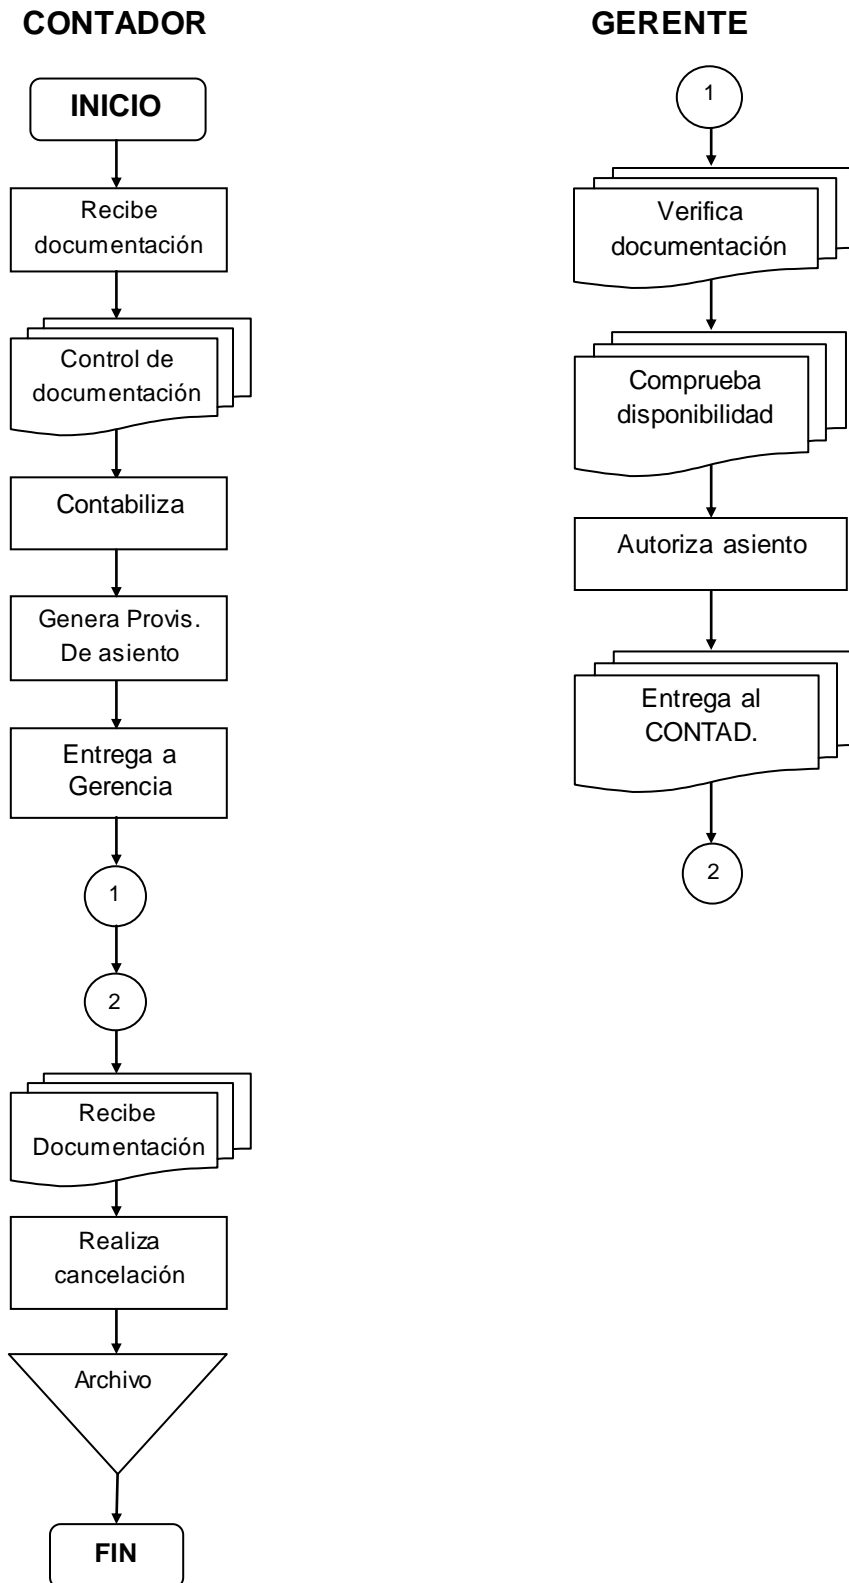 CONTADOR
INICIO
Recibe
documentación
Control de
documentación
Contabiliza
Genera Provis.
De asiento
Entrega a
Gerencia
1
2
Recibe
Documentación
Realiza
cancelación
Archivo
FIN
GERENTE
1
Verifica
documentación
Comprueba
disponibilidad
Autoriza asiento
Entrega al
CONTAD.
2